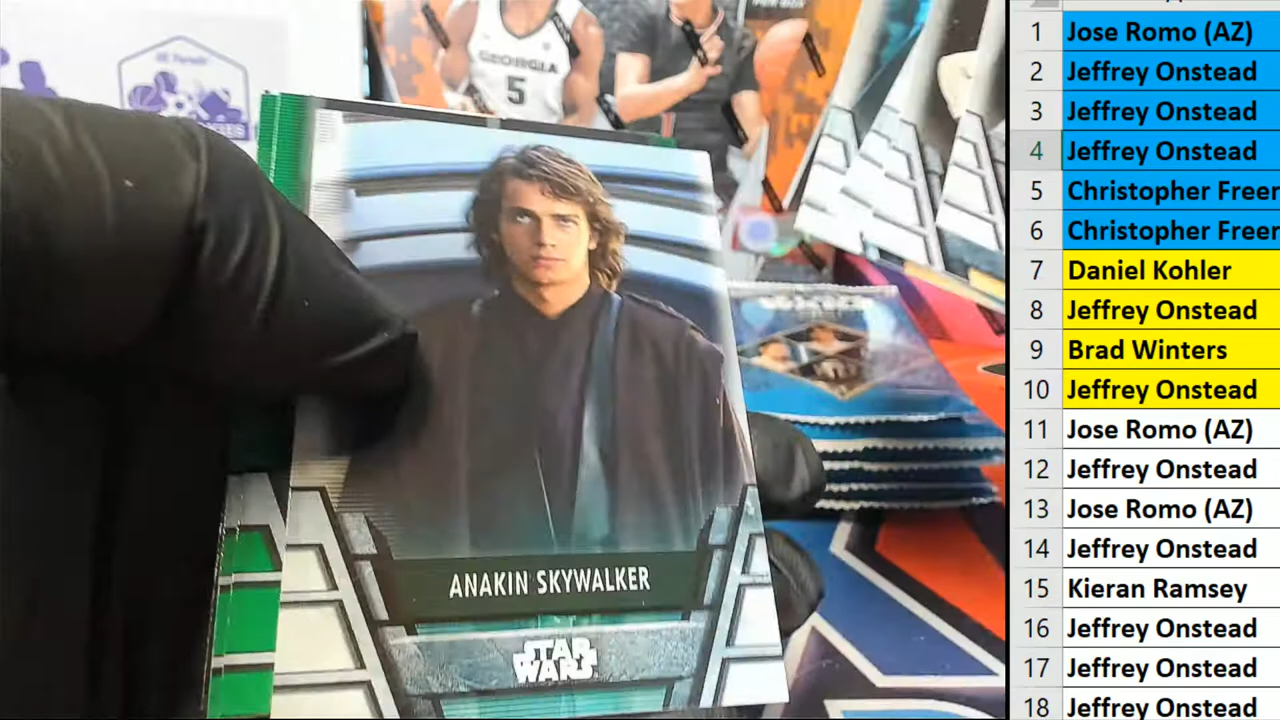 GEORGIA
5
ANAKIN SKYWALKER
STAR
WARS
1 Jose Romo (AZ)
2 Jeffrey Onstead
3 Jeffrey Onstead
4 Jeffrey Onstead
5 Christopher Freer
6 Christopher Freer
7 Daniel Kohler
8 Jeffrey Onstead
9 Brad Winters
10 Jeffrey Onstead
11 Jose Romo (AZ)
12 Jeffrey Onstead
13 Jose Romo (AZ)
14 Jeffrey Onstead
15 Kieran Ramsey
16 Jeffrey Onstead
17 Jeffrey Onstead
18 Jeffrey Onstead